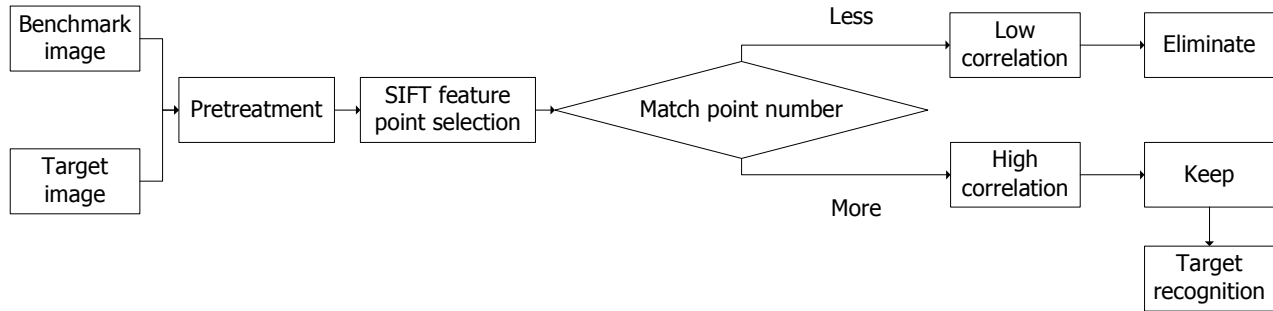 Benchmark
image
Target
image
Pretreatment
SIFT feature
point selection
Match point number
Less
Low
correlation
Eliminate
More
High
correlation
Keep
Target
recognition